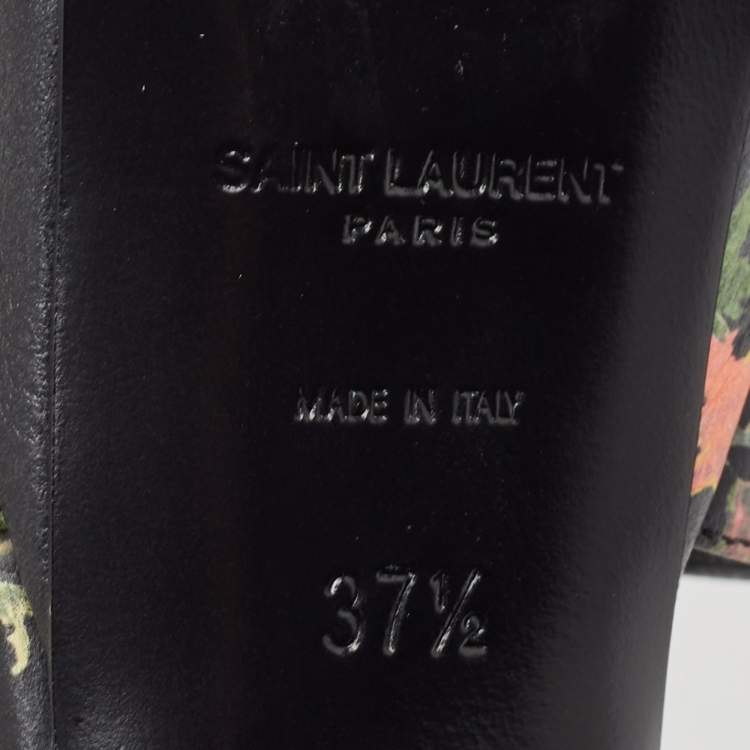 SAINT LAURENT
PARIS
MADE IN ITALY
37½